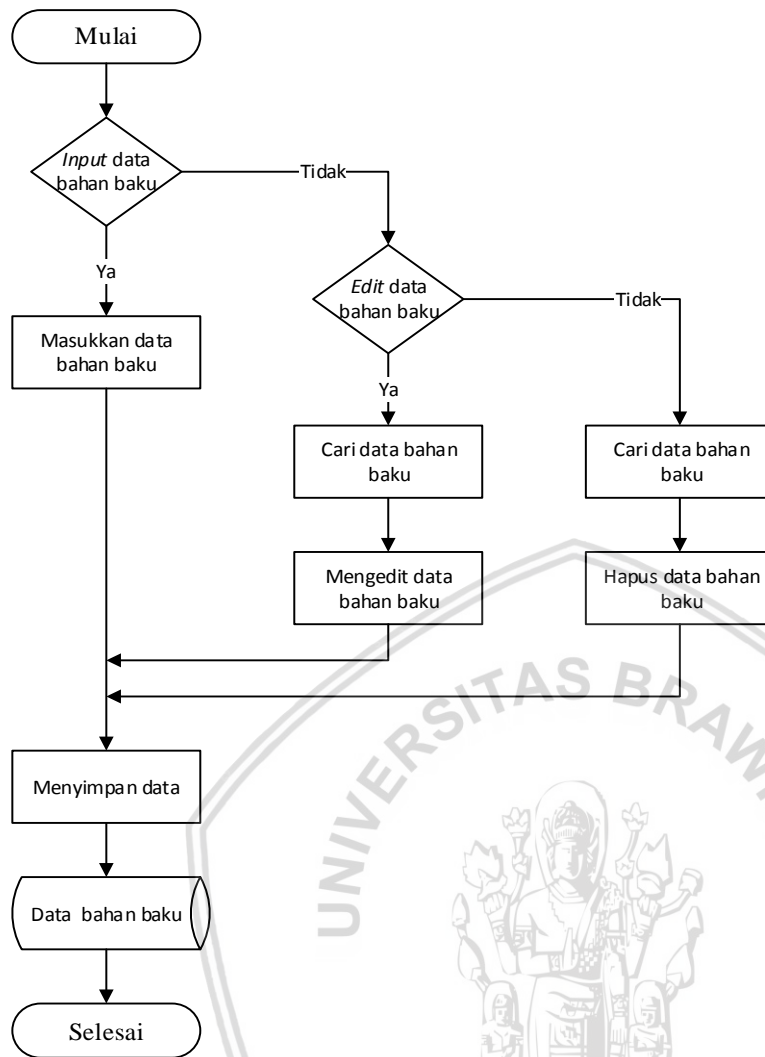 Mulai
Input data
bahan baku
Tidak
Ya
Edit data
bahan baku
Tidak
Masukkan data
bahan baku
Ya
Cari data bahan
baku
Cari data bahan
baku
Mengedit data
bahan baku
Hapus data bahan
baku
UNIVERSITAS BRAWI
Menyimpan data
Data bahan baku
Selesai